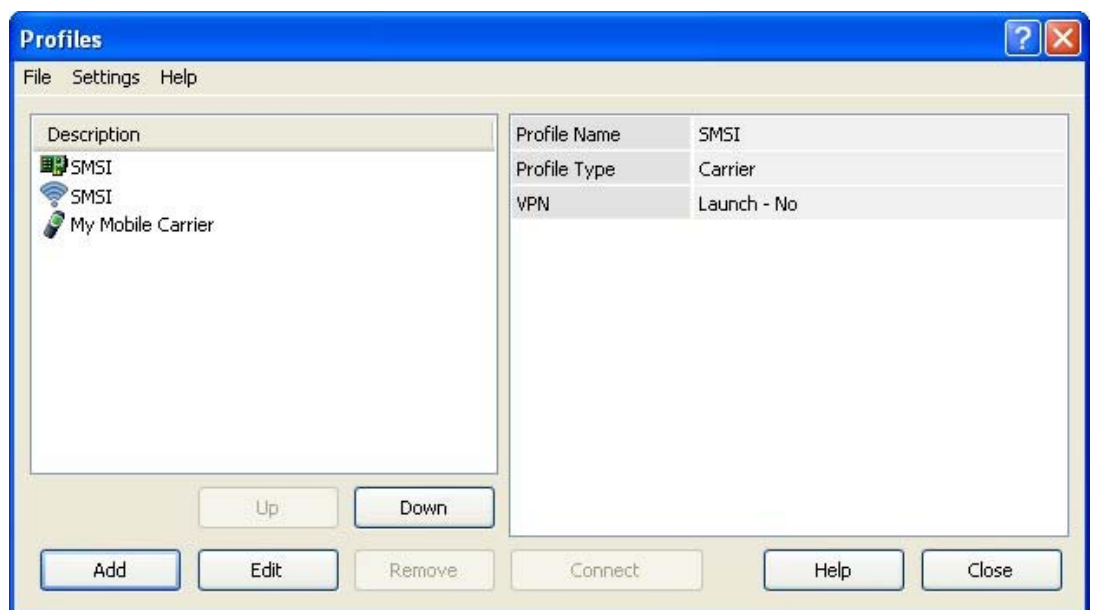 Profiles
File Settings Help
Description
SMSI
SMSI
My Mobile Carrier
Profile Name SMSI
Profile Type Carrier
VPN Launch - No
Up Down
Add Edit Remove Connect Help Close